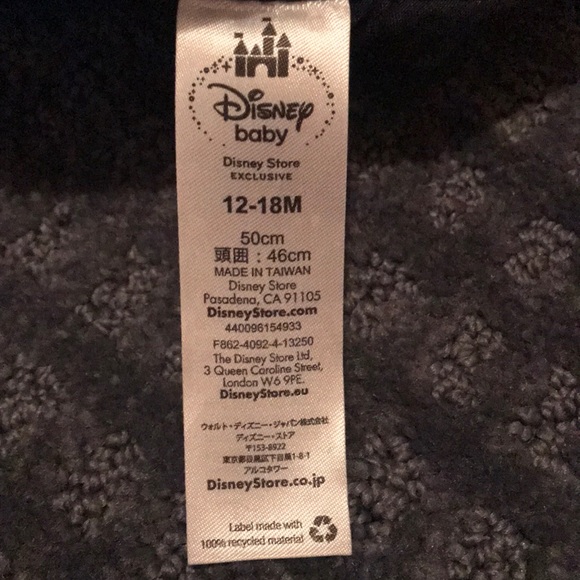 Disney
baby
Disney Store
EXCLUSIVE
12-18M
50cm
頭囲：46cm
MADE IN TAIWAN
Disney Store
Pasadena, CA 91105
DisneyStore.com
440096154933
F862-4092-4-13250
The Disney Store Ltd,
3 Queen Caroline Street,
London W6 9PE.
DisneyStore.eu
ウォルト・ディズニー・ジャパン株式会社
ディズニー・ストア
〒153-8922
東京都目黒区下目黒1-8-1
アルコタワー
DisneyStore.co.jp
Label made with
100% recycled material